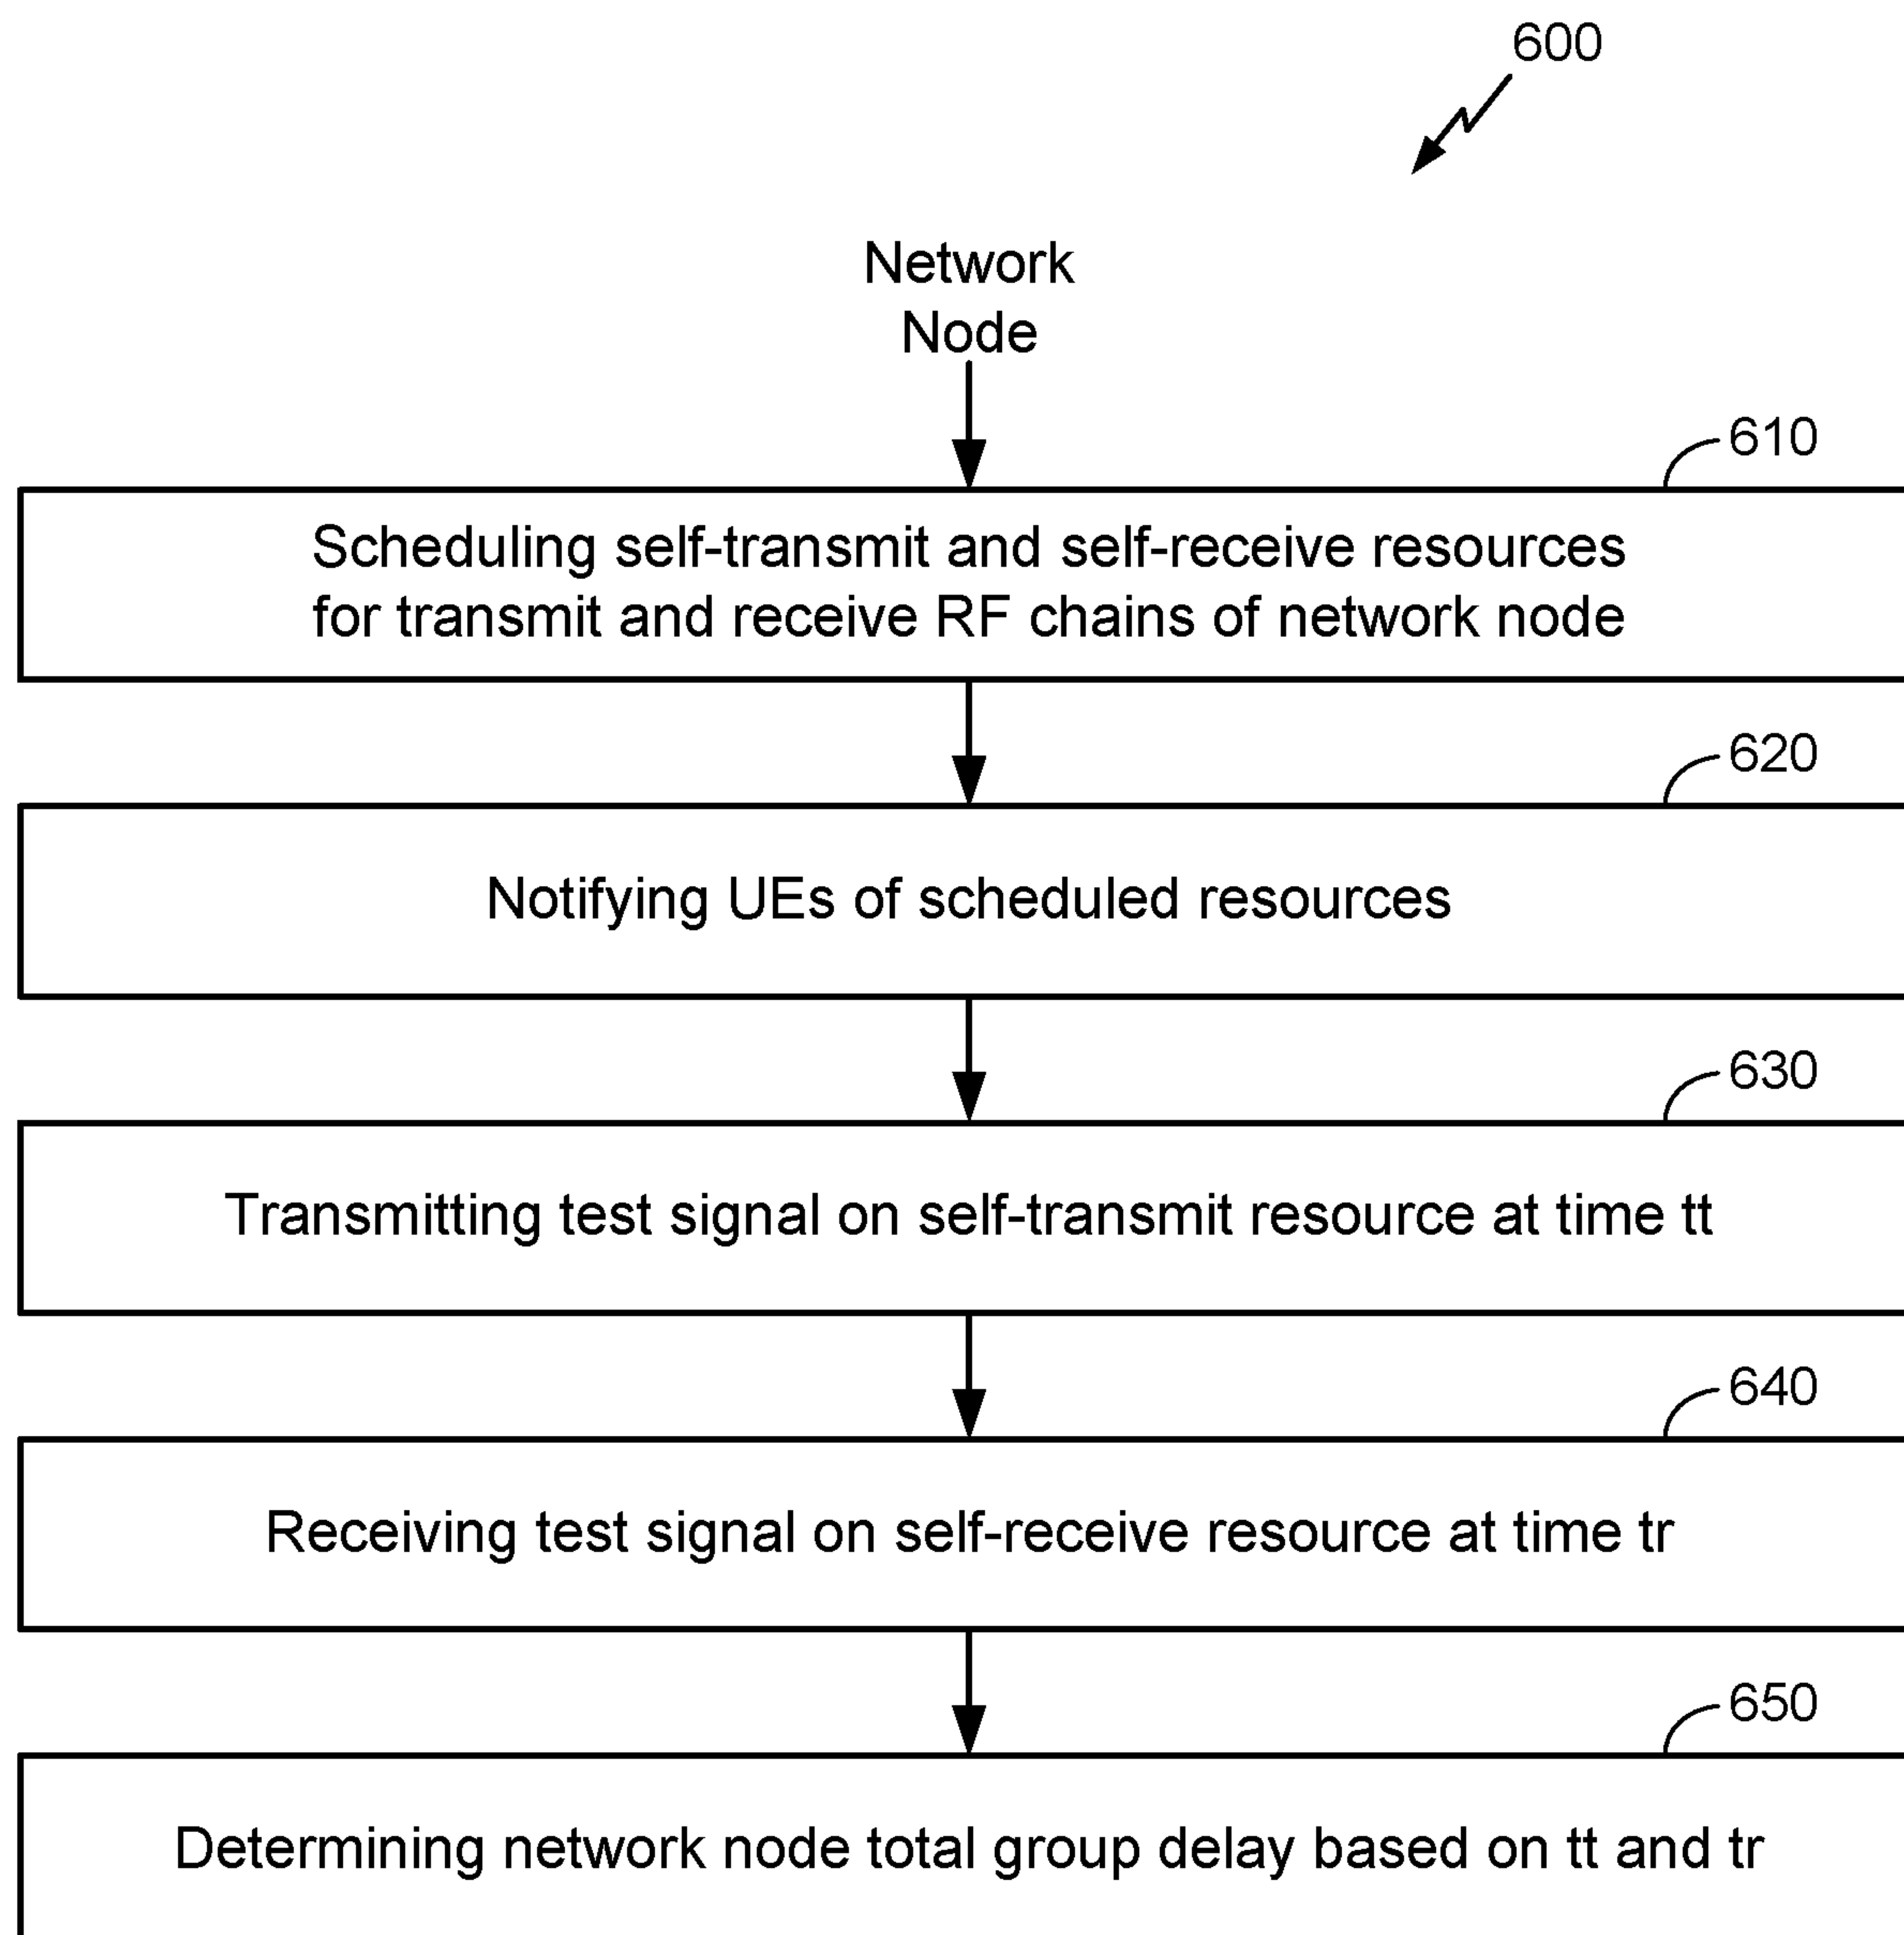 600
Network
Node
610
Scheduling self-transmit and self-receive resources
for transmit and receive RF chains of network node
620
Notifying UEs of scheduled resources
630
Transmitting test signal on self-transmit resource at time tt
640
Receiving test signal on self-receive resource at time tr
650
Determining network node total group delay based on tt and tr